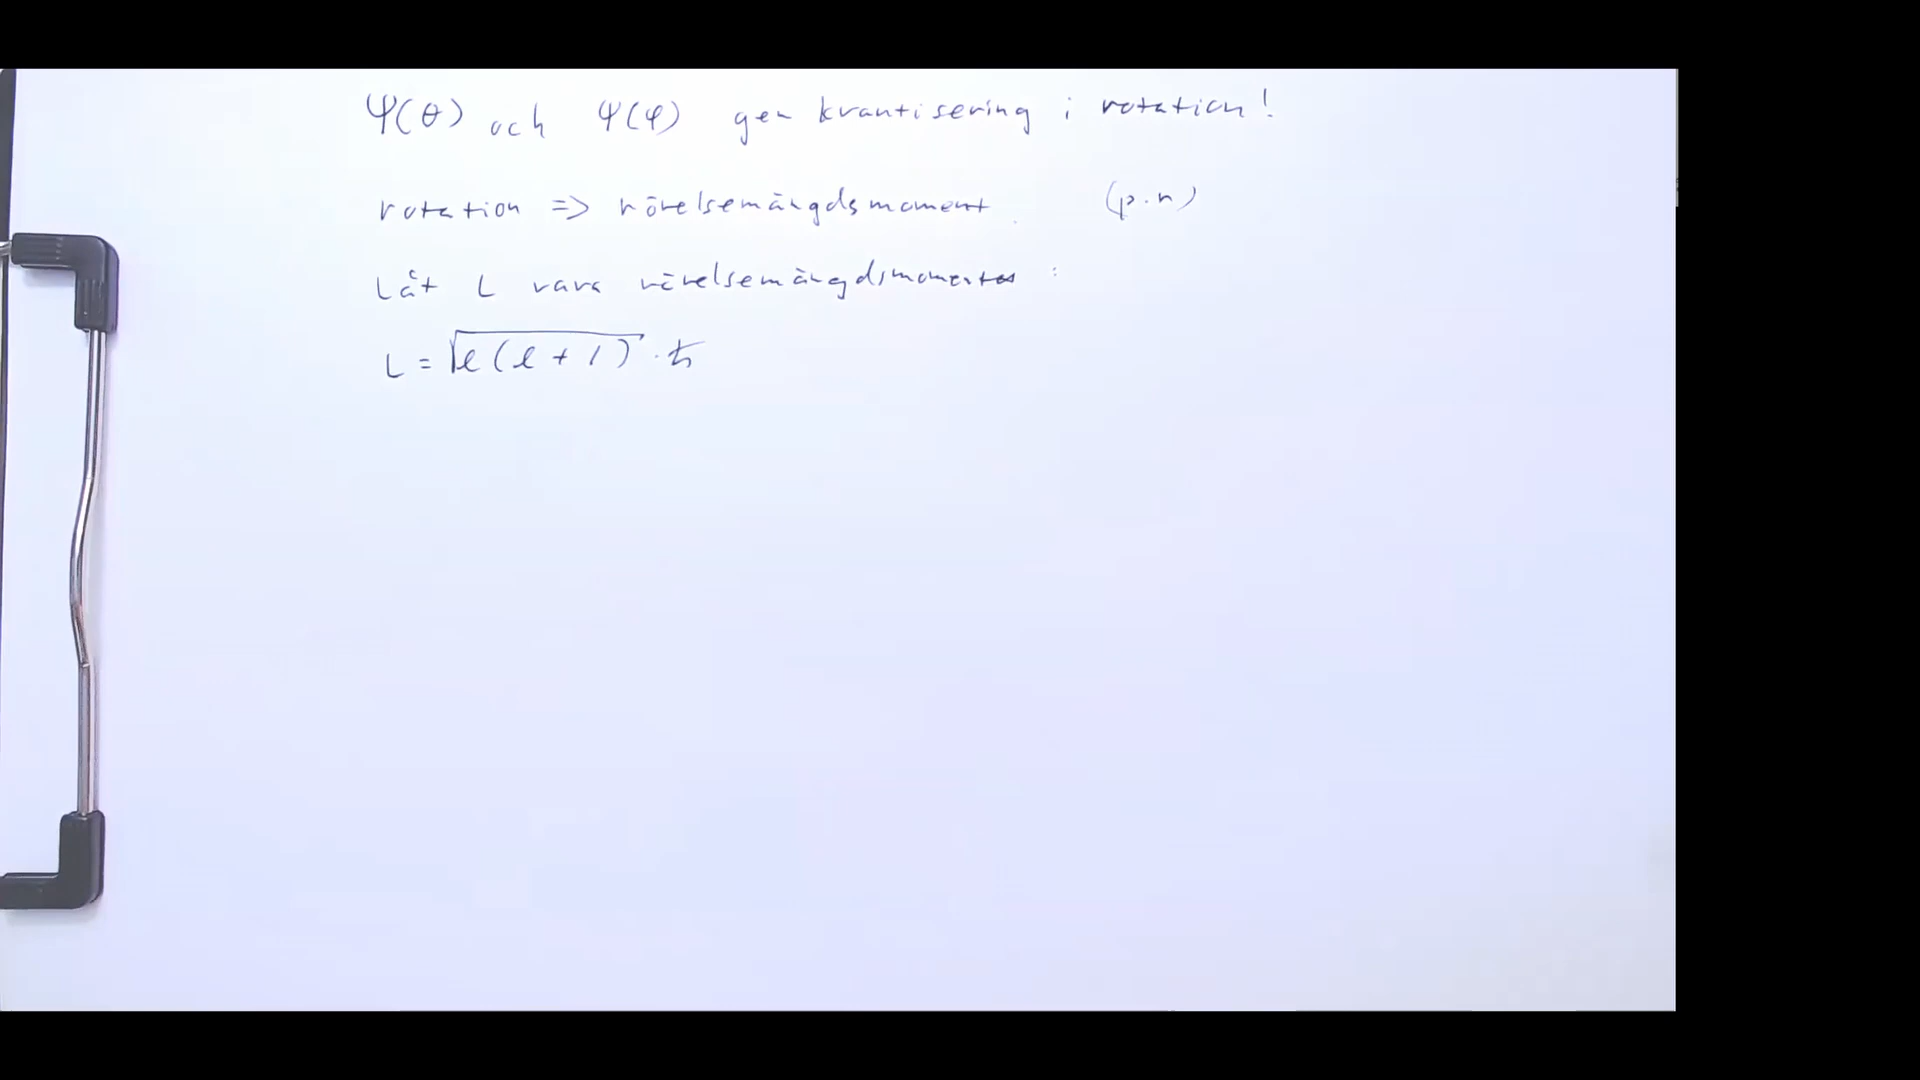 Ψ(θ) och Ψ(φ) ger kvantisering i rotation!
rotation => rörelsemängdsmoment (p·r)
Låt L vara rörelsemängdsmomentet:
L = √l(l+1) · ħ